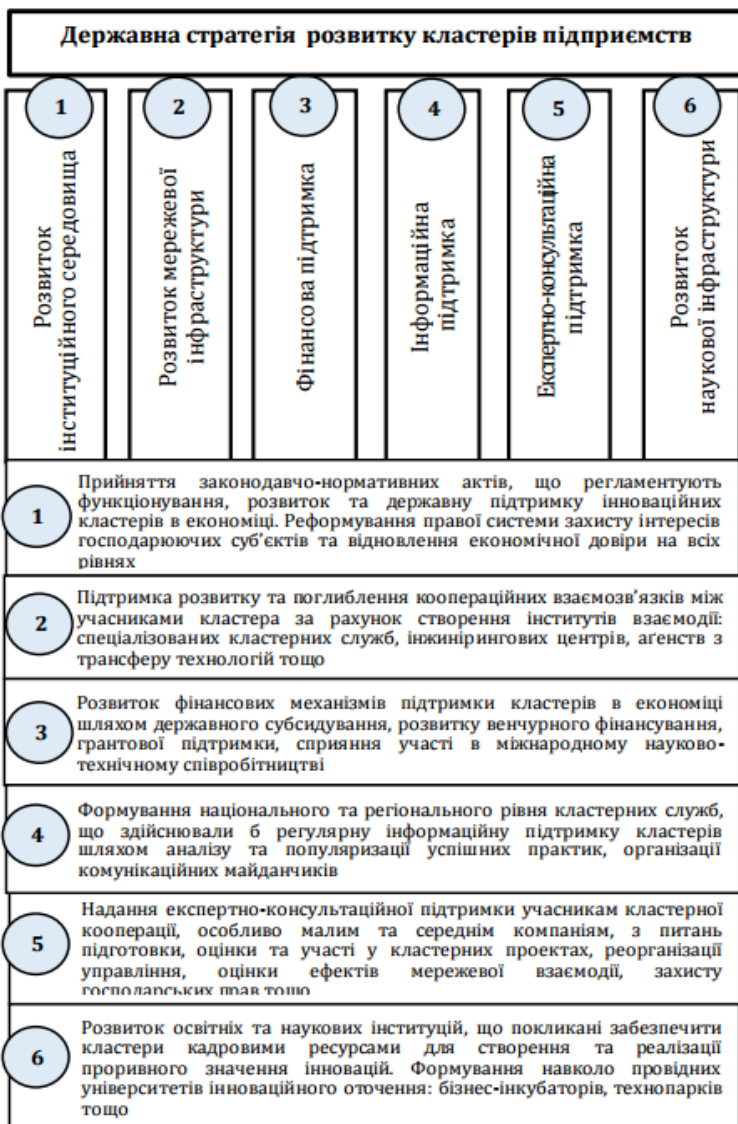 Державна стратегія розвитку кластерів підприємств
1
2
3
4
5
6
Розвиток
інституційного середовища
Розвиток мережевої
інфраструктури
Фінансова підтримка
Інформаційна
підтримка
Експертно-консультаційна
підтримка
Розвиток
наукової інфраструктури
1
Прийняття законодавчо-нормативних актів, що регламентують
функціонування, розвиток та державну підтримку інноваційних
кластерів в економіці. Реформування правої системи захисту інтересів
господарюючих суб’єктів та відновлення економічної довіри на всіх
рівнях
2
Підтримка розвитку та поглиблення коопераційних взаємозв’язків між
учасниками кластера за рахунок створення інститутів взаємодії:
спеціалізованих кластерних служб, інжинірингових центрів, агенств з
трансферу технологій тощо
3
Розвиток фінансових механізмів підтримки кластерів в економіці
шляхом державного субсидування, розвитку венчурного фінансування,
грантової підтримки, сприяння участі в міжнародному науково-
технічному співробітництві
4
Формування національного та регіонального рівня кластерних служб,
що здійснювали б регулярну інформаційну підтримку кластерів
шляхом аналізу та популяризації успішних практик, організації
комунікаційних майданчиків
5
Надання експертно-консультаційної підтримки учасникам кластерної
кооперації, особливо малим та середнім компаніям, з питань
підготовки, оцінки та участі у кластерних проектах, реорганізації
управління, оцінки ефектів мережевої взаємодії, захисту
господарських прав тощо
6
Розвиток освітніх та наукових інституцій, що покликані забезпечити
кластери кадровими ресурсами для створення та реалізації
проривного значення інновацій. Формування навколо провідних
університетів інноваційного оточення: бізнес-інкубаторів, технопарків
тощо